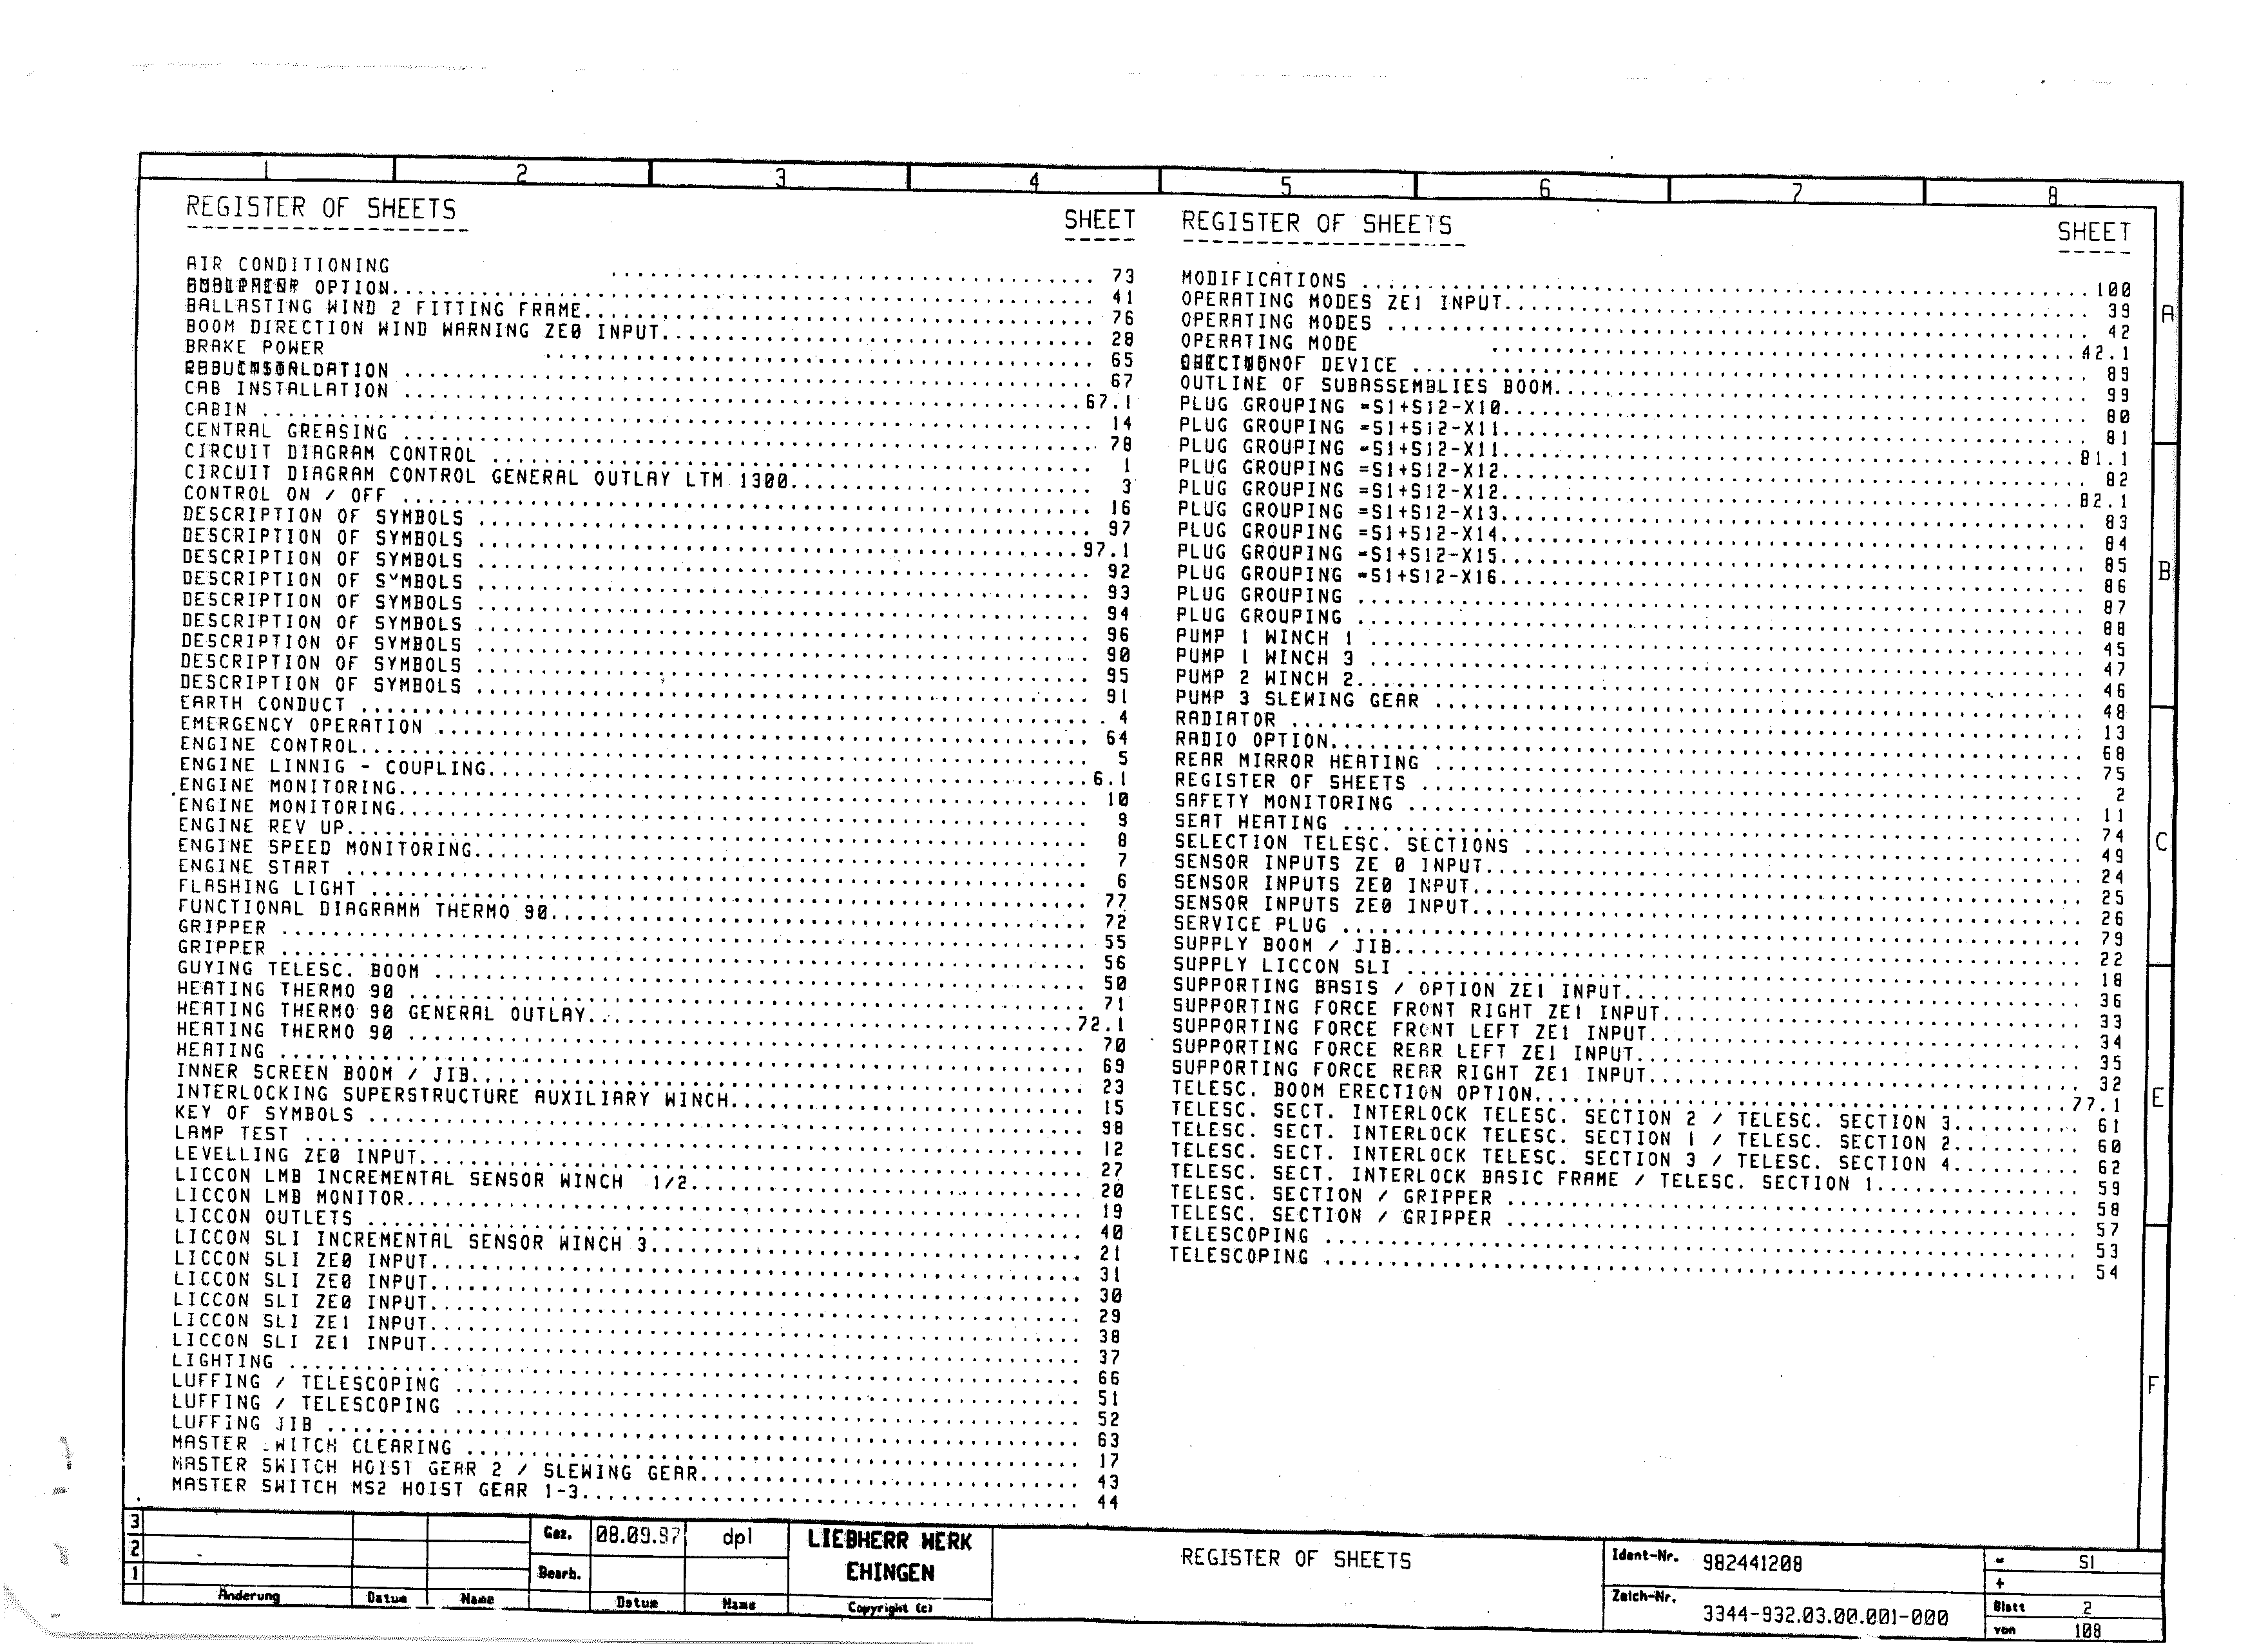 1 2 3 4 5 6 7 8
REGISTER OF SHEETS SHEET
AIR CONDITIONING .......... 73
OPTION .......... 41
BALLASTING WIND 2 FITTING FRAME .......... 76
BOOM DIRECTION WIND WARNING ZE0 INPUT .......... 28
BRAKE POWER .......... 65
.......... 67
CAB INSTALLATION .......... 67.1
CABIN .......... 14
CENTRAL GREASING .......... 78
CIRCUIT DIAGRAM CONTROL .......... 1
CIRCUIT DIAGRAM CONTROL GENERAL OUTLAY LTM 1300 .......... 3
CONTROL ON / OFF .......... 16
DESCRIPTION OF SYMBOLS .......... 97
DESCRIPTION OF SYMBOLS .......... 97.1
DESCRIPTION OF SYMBOLS .......... 92
DESCRIPTION OF SYMBOLS .......... 93
DESCRIPTION OF SYMBOLS .......... 94
DESCRIPTION OF SYMBOLS .......... 96
DESCRIPTION OF SYMBOLS .......... 90
DESCRIPTION OF SYMBOLS .......... 95
DESCRIPTION OF SYMBOLS .......... 91
EARTH CONDUCT .......... 4
EMERGENCY OPERATION .......... 64
ENGINE CONTROL .......... 5
ENGINE LINNIG - COUPLING .......... 6.1
ENGINE MONITORING .......... 10
ENGINE MONITORING .......... 9
ENGINE REV UP .......... 8
ENGINE SPEED MONITORING .......... 7
ENGINE START .......... 6
FLASHING LIGHT .......... 77
FUNCTIONAL DIAGRAMM THERMO 90 .......... 72
GRIPPER .......... 55
GRIPPER .......... 56
GUYING TELESC. BOOM .......... 50
HEATING THERMO 90 .......... 71
HEATING THERMO 90 GENERAL OUTLAY .......... 72.1
HEATING THERMO 90 .......... 70
HEATING .......... 69
INNER SCREEN BOOM / JIB .......... 23
INTERLOCKING SUPERSTRUCTURE AUXILIARY WINCH .......... 15
KEY OF SYMBOLS .......... 98
LAMP TEST .......... 12
LEVELLING ZE0 INPUT .......... 27
LICCON LMB INCREMENTAL SENSOR WINCH 1/2 .......... 20
LICCON LMB MONITOR .......... 19
LICCON OUTLETS .......... 40
LICCON SLI INCREMENTAL SENSOR WINCH 3 .......... 21
LICCON SLI ZE0 INPUT .......... 31
LICCON SLI ZE0 INPUT .......... 30
LICCON SLI ZE0 INPUT .......... 29
LICCON SLI ZE1 INPUT .......... 38
LICCON SLI ZE1 INPUT .......... 37
LIGHTING .......... 66
LUFFING / TELESCOPING .......... 51
LUFFING / TELESCOPING .......... 52
LUFFING JIB .......... 63
MASTER WITCH CLEARING .......... 17
MASTER SWITCH HOIST GEAR 2 / SLEWING GEAR .......... 43
MASTER SWITCH MS2 HOIST GEAR 1-3 .......... 44
REGISTER OF SHEETS SHEET
MODIFICATIONS .......... 100
OPERATING MODES ZE1 INPUT .......... 39
OPERATING MODES .......... 42
OPERATING MODE .......... 42.1
OF DEVICE .......... 89
OUTLINE OF SUBASSEMBLIES BOOM .......... 99
PLUG GROUPING =S1+S12-X10 .......... 80
PLUG GROUPING =S1+S12-X11 .......... 81
PLUG GROUPING =S1+S12-X11 .......... 81.1
PLUG GROUPING =S1+S12-X12 .......... 82
PLUG GROUPING =S1+S12-X12 .......... 82.1
PLUG GROUPING =S1+S12-X13 .......... 83
PLUG GROUPING =S1+S12-X14 .......... 84
PLUG GROUPING =S1+S12-X15 .......... 85
PLUG GROUPING =S1+S12-X16 .......... 86
PLUG GROUPING .......... 87
PLUG GROUPING .......... 88
PUMP 1 WINCH 1 .......... 45
PUMP 1 WINCH 3 .......... 47
PUMP 2 WINCH 2 .......... 46
PUMP 3 SLEWING GEAR .......... 48
RADIATOR .......... 13
RADIO OPTION .......... 68
REAR MIRROR HEATING .......... 75
REGISTER OF SHEETS .......... 2
SAFETY MONITORING .......... 11
SEAT HEATING .......... 74
SELECTION TELESC. SECTIONS .......... 49
SENSOR INPUTS ZE 0 INPUT .......... 24
SENSOR INPUTS ZE0 INPUT .......... 25
SENSOR INPUTS ZE0 INPUT .......... 26
SERVICE PLUG .......... 79
SUPPLY BOOM / JIB .......... 22
SUPPLY LICCON SLI .......... 18
SUPPORTING BASIS / OPTION ZE1 INPUT .......... 36
SUPPORTING FORCE FRONT RIGHT ZE1 INPUT .......... 33
SUPPORTING FORCE FRONT LEFT ZE1 INPUT .......... 34
SUPPORTING FORCE REAR LEFT ZE1 INPUT .......... 35
SUPPORTING FORCE REAR RIGHT ZE1 INPUT .......... 32
TELESC. BOOM ERECTION OPTION .......... 77.1
TELESC. SECT. INTERLOCK TELESC. SECTION 2 / TELESC. SECTION 3 .......... 61
TELESC. SECT. INTERLOCK TELESC. SECTION 1 / TELESC. SECTION 2 .......... 60
TELESC. SECT. INTERLOCK TELESC. SECTION 3 / TELESC. SECTION 4 .......... 62
TELESC. SECT. INTERLOCK BASIC FRAME / TELESC. SECTION 1 .......... 59
TELESC. SECTION / GRIPPER .......... 58
TELESC. SECTION / GRIPPER .......... 57
TELESCOPING .......... 53
TELESCOPING .......... 54
A
B
C
E
F
3
2
1
Änderung Datum Name
Gez. 08.09.97 dpl
Bearb.
Datum Name
LIEBHERR WERK
EHINGEN
Copyright (c)
REGISTER OF SHEETS
Ident-Nr. 982441208
Zeich-Nr. 3344-932.03.00.001-000
= S1
+
Blatt 2
von 108